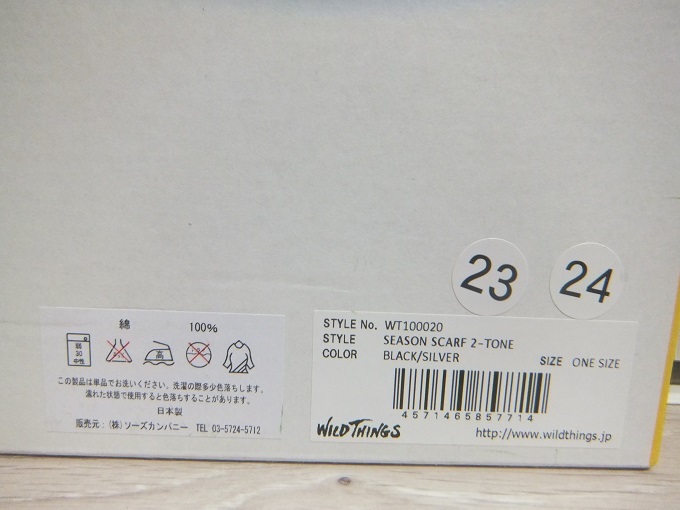 23
24
綿 100%
弱
30
中性
高
この製品は単品でお洗いください。洗濯の際多少色落ちします。
濡れた状態で使用すると色落ちすることがあります。
日本製
販売元：(株)ソーズカンパニー TEL 03-5724-5712
STYLE No. WT100020
STYLE SEASON SCARF 2-TONE
COLOR BLACK/SILVER
SIZE ONE SIZE
4571465857714
WILD THINGS
http://www.wildthings.jp